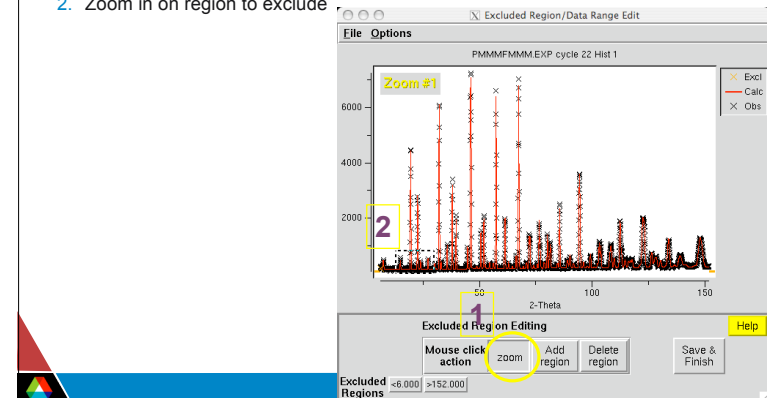 2. Zoom in on region to exclude
X Excluded Region/Data Range Edit
File Options
PMMMFMMM.EXP cycle 22 Hist 1
Zoom #1
Excl
Calc
Obs
6000
4000
2000
2
50
100
150
2-Theta
1
Excluded Region Editing
Help
Mouse click action
zoom
Add region
Delete region
Save & Finish
Excluded Regions
<6.000
>152.000